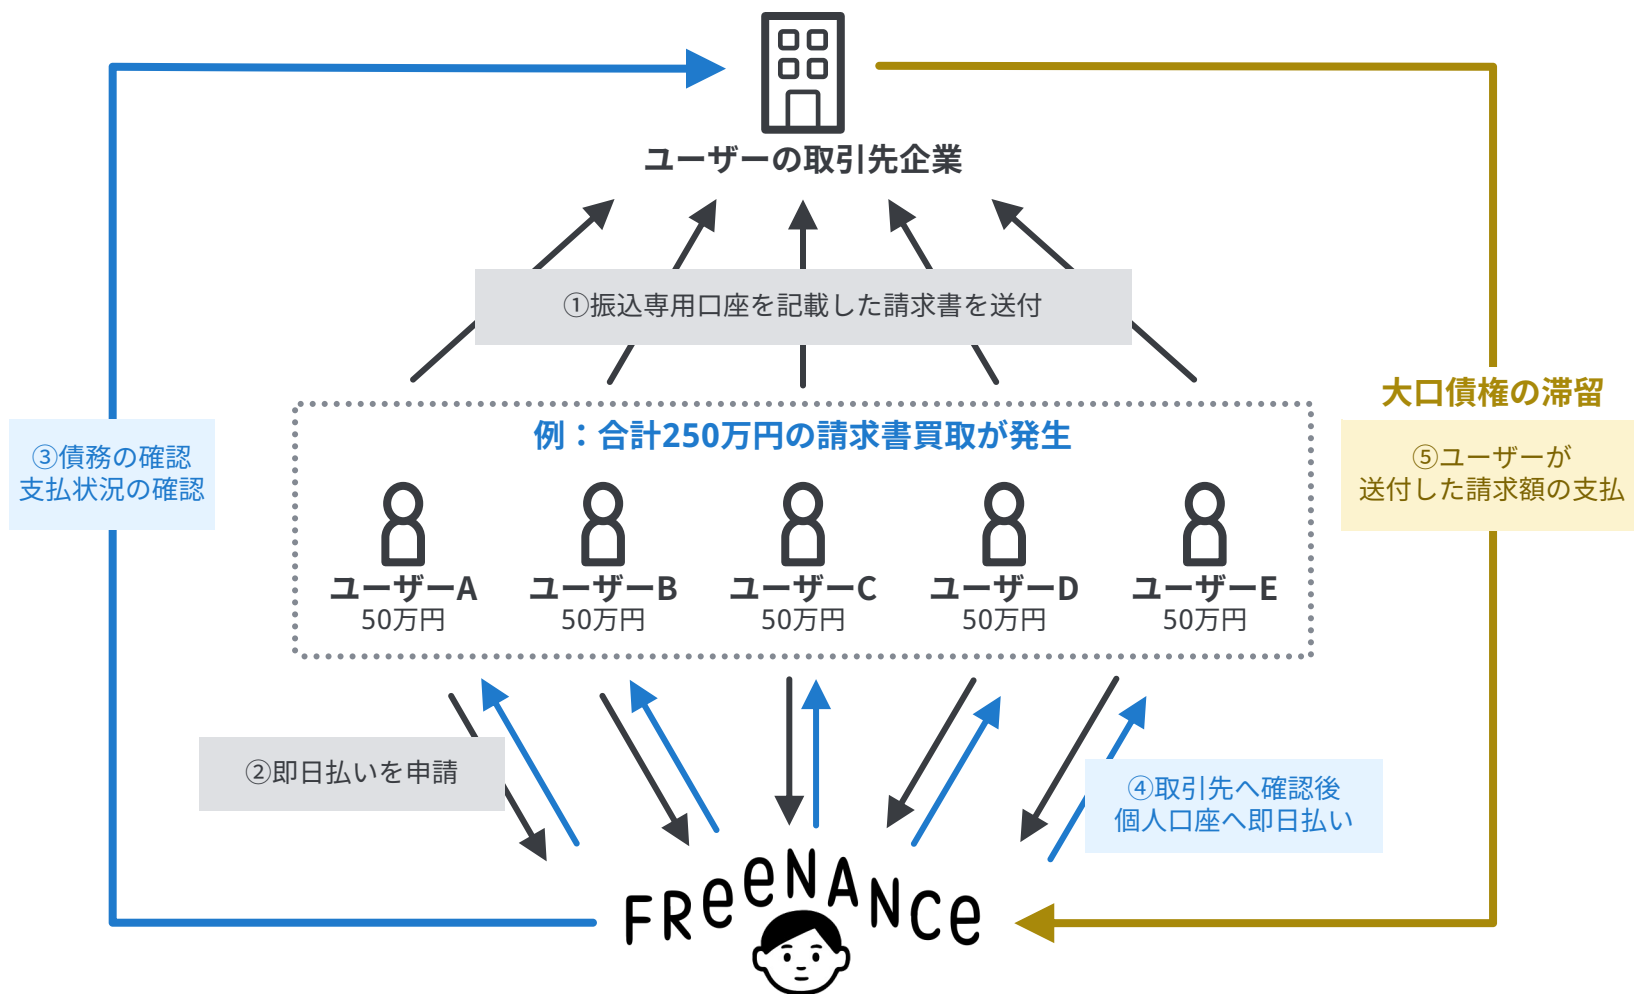 ユーザーの取引先企業
①振込専用口座を記載した請求書を送付
大口債権の滞留
例：合計250万円の請求書買取が発生
③債務の確認
支払状況の確認
⑤ユーザーが
送付した請求額の支払
ユーザーA
50万円
ユーザーB
50万円
ユーザーC
50万円
ユーザーD
50万円
ユーザーE
50万円
②即日払いを申請
④取引先へ確認後
個人口座へ即日払い
FReeNANCe